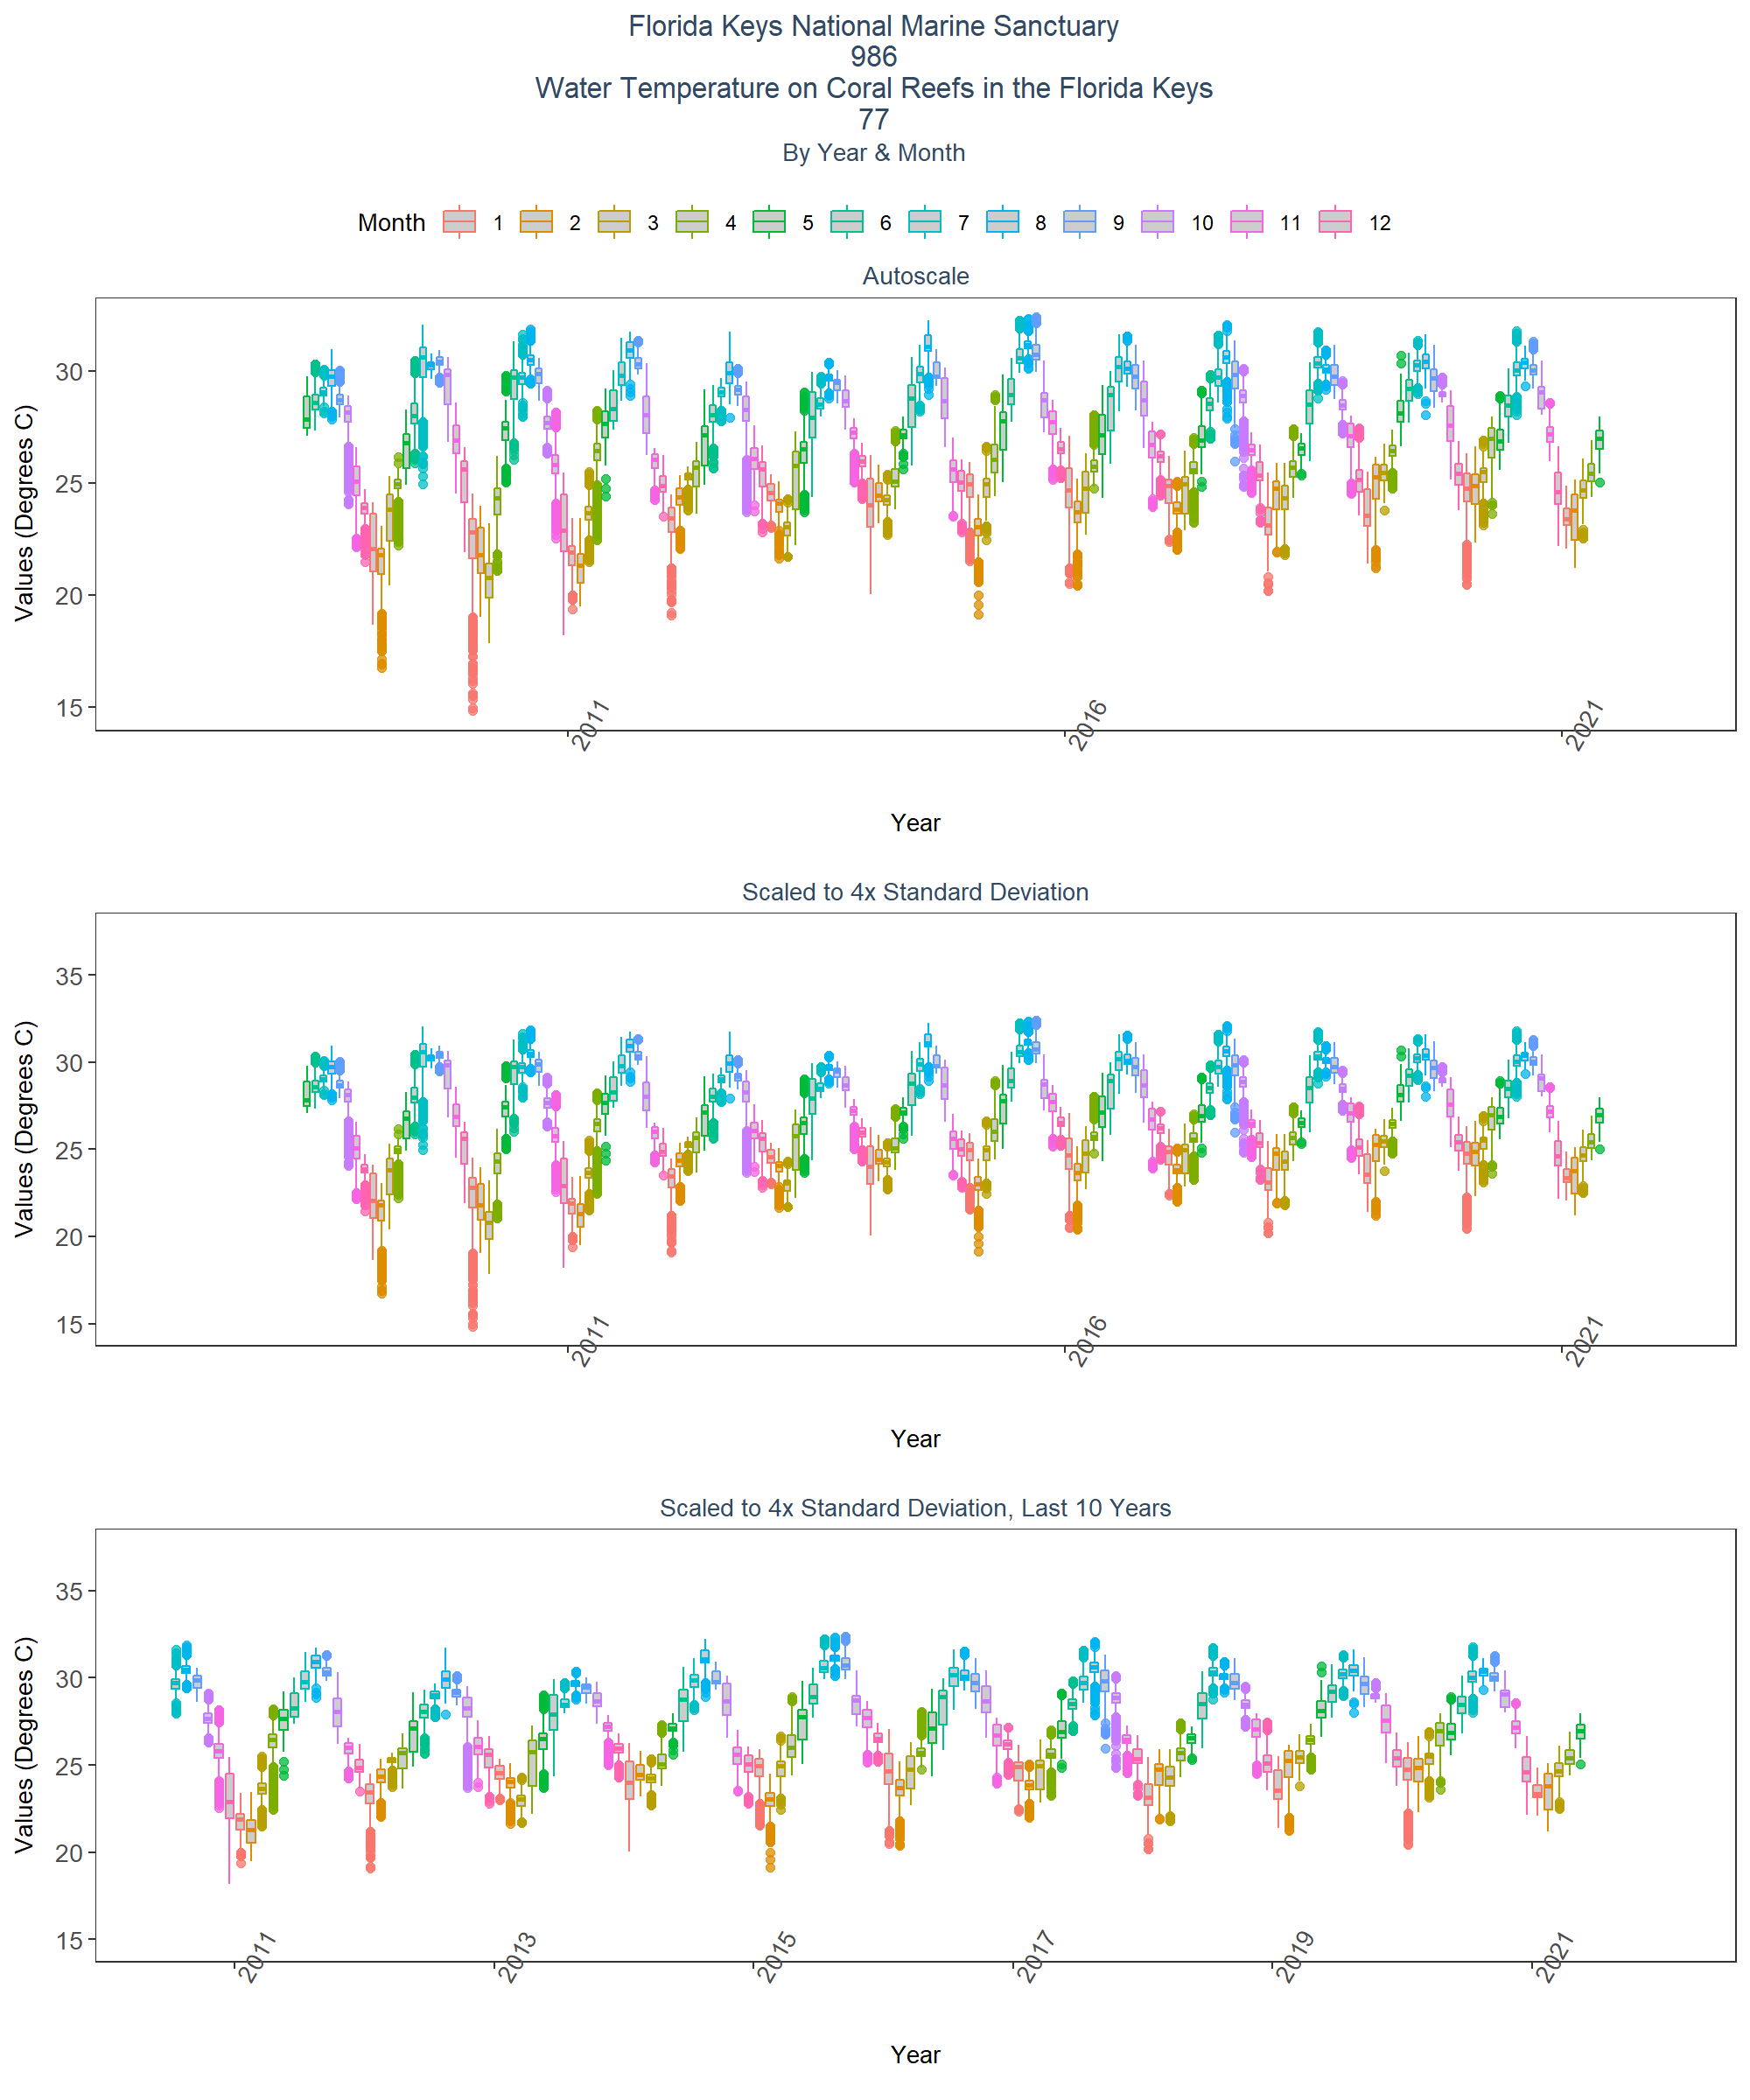 Florida Keys National Marine Sanctuary
986
Water Temperature on Coral Reefs in the Florida Keys
77
By Year & Month
Month 1 2 3 4 5 6 7 8 9 10 11 12
Autoscale
Values (Degrees C)
30
25
20
15
2011 2016 2021
Year
Scaled to 4x Standard Deviation
Values (Degrees C)
35
30
25
20
15
2011 2016 2021
Year
Scaled to 4x Standard Deviation, Last 10 Years
Values (Degrees C)
35
30
25
20
15
2011 2013 2015 2017 2019 2021
Year